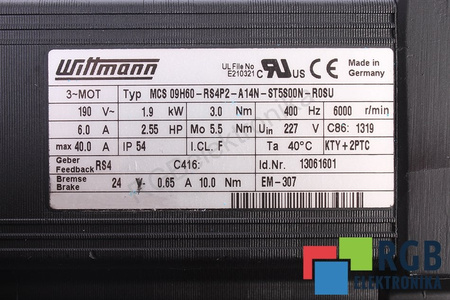 Wittmann
UL File No
E210321
c RU US
CE
Made in
Germany
3~MOT Typ MCS 09H60-RS4P2-A14N-ST5S00N-R0SU
190 V~ 1.9 kW 3.0 Nm 400 Hz 6000 r/min
6.0 A 2.55 HP Mo 5.5 Nm Uin 227 V C86: 1319
max 40.0 A IP 54 I.CL. F Ta 40°C KTY+2PTC
Geber
Feedback RS4 C416: Id.Nr. 13061601
Bremse
Brake 24 V- 0.65 A 10.0 Nm EM-307
RGB
ELEKTRONIKA